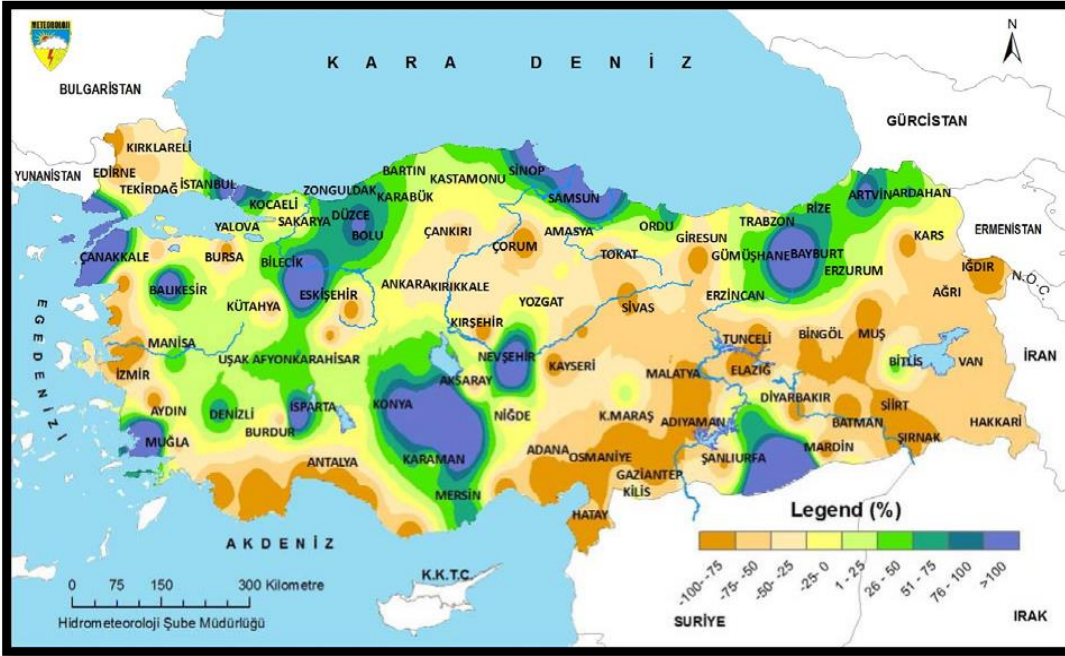 METEOROLOJİ
N
KARA DENİZ
BULGARİSTAN
GÜRCİSTAN
YUNANİSTAN
ERMENİSTAN
N.Ö.C.
İRAN
EGE DENİZİ
KIRKLARELİ
EDİRNE
TEKİRDAĞ
İSTANBUL
KOCAELİ
YALOVA
SAKARYA
ZONGULDAK
DÜZCE
BOLU
BARTIN
KARABÜK
KASTAMONU
SİNOP
SAMSUN
ÇANKIRI
ÇORUM
AMASYA
TOKAT
ORDU
GİRESUN
TRABZON
RİZE
ARTVİN
ARDAHAN
KARS
IĞDIR
AĞRI
GÜMÜŞHANE
BAYBURT
ERZURUM
ERZİNCAN
ÇANAKKALE
BURSA
BİLECİK
BALIKESİR
KÜTAHYA
ESKİŞEHİR
ANKARA
KIRIKKALE
YOZGAT
SİVAS
KIRŞEHİR
NEVŞEHİR
KAYSERİ
TUNCELİ
BİNGÖL
MUŞ
BİTLİS
VAN
MANİSA
UŞAK
AFYONKARAHİSAR
İZMİR
AKSARAY
MALATYA
ELAZIĞ
DİYARBAKIR
SİİRT
BATMAN
HAKKARİ
ŞIRNAK
MARDİN
AYDIN
DENİZLİ
ISPARTA
BURDUR
KONYA
NİĞDE
K.MARAŞ
ADIYAMAN
MUĞLA
ANTALYA
KARAMAN
MERSİN
ADANA
OSMANİYE
GAZİANTEP
KİLİS
ŞANLIURFA
HATAY
AKDENİZ
K.K.T.C.
SURİYE
IRAK
0 75 150 300 Kilometre
Hidrometeoroloji Şube Müdürlüğü
Legend (%)
-100--75
-75--50
-50--25
-25- 0
1 - 25
26 - 50
51 - 75
76 - 100
>100